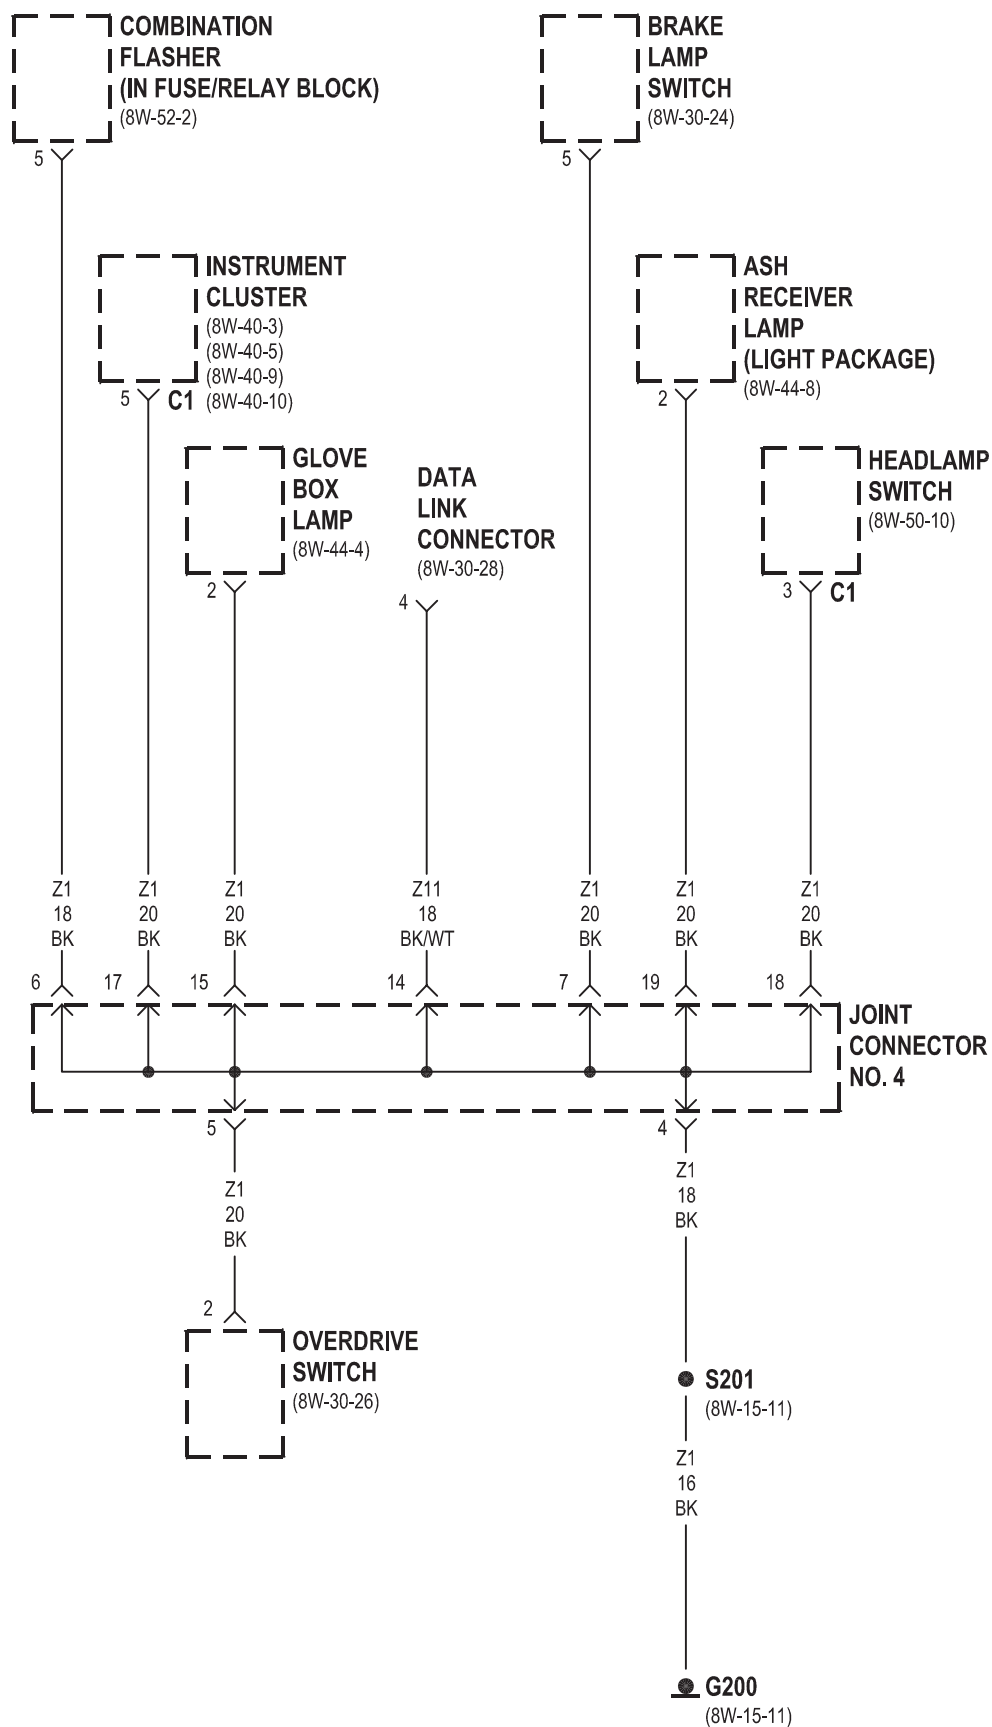 COMBINATION
FLASHER
(IN FUSE/RELAY BLOCK)
(8W-52-2)
5
BRAKE
LAMP
SWITCH
(8W-30-24)
5
INSTRUMENT
CLUSTER
(8W-40-3)
(8W-40-5)
(8W-40-9)
(8W-40-10)
5 C1
ASH
RECEIVER
LAMP
(LIGHT PACKAGE)
(8W-44-8)
2
GLOVE
BOX
LAMP
(8W-44-4)
2
DATA
LINK
CONNECTOR
(8W-30-28)
4
HEADLAMP
SWITCH
(8W-50-10)
3 C1
Z1 Z1 Z1 Z11 Z1 Z1 Z1
18 20 20 18 20 20 20
BK BK BK BK/WT BK BK BK
6 17 15 14 7 19 18
JOINT
CONNECTOR
NO. 4
5 4
Z1
20
BK
Z1
18
BK
2
OVERDRIVE
SWITCH
(8W-30-26)
S201
(8W-15-11)
Z1
16
BK
G200
(8W-15-11)